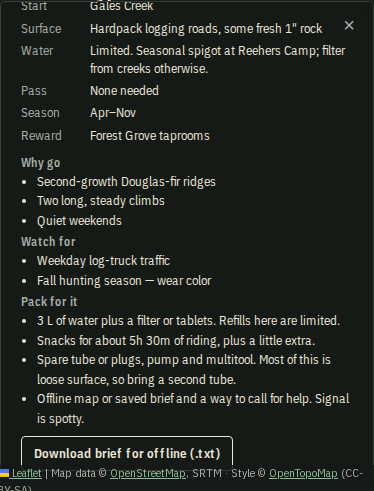 Start Gales Creek
Surface Hardpack logging roads, some fresh 1" rock
×
Water Limited. Seasonal spigot at Reehers Camp; filter
from creeks otherwise.
Pass None needed
Season Apr–Nov
Reward Forest Grove taprooms
Why go
• Second-growth Douglas-fir ridges
• Two long, steady climbs
• Quiet weekends
Watch for
• Weekday log-truck traffic
• Fall hunting season — wear color
Pack for it
• 3 L of water plus a filter or tablets. Refills here are limited.
• Snacks for about 5h 30m of riding, plus a little extra.
• Spare tube or plugs, pump and multitool. Most of this is
loose surface, so bring a second tube.
• Offline map or saved brief and a way to call for help. Signal
is spotty.
Download brief for offline (.txt)
Leaflet | Map data © OpenStreetMap, SRTM · Style © OpenTopoMap (CC-
BY-SA)